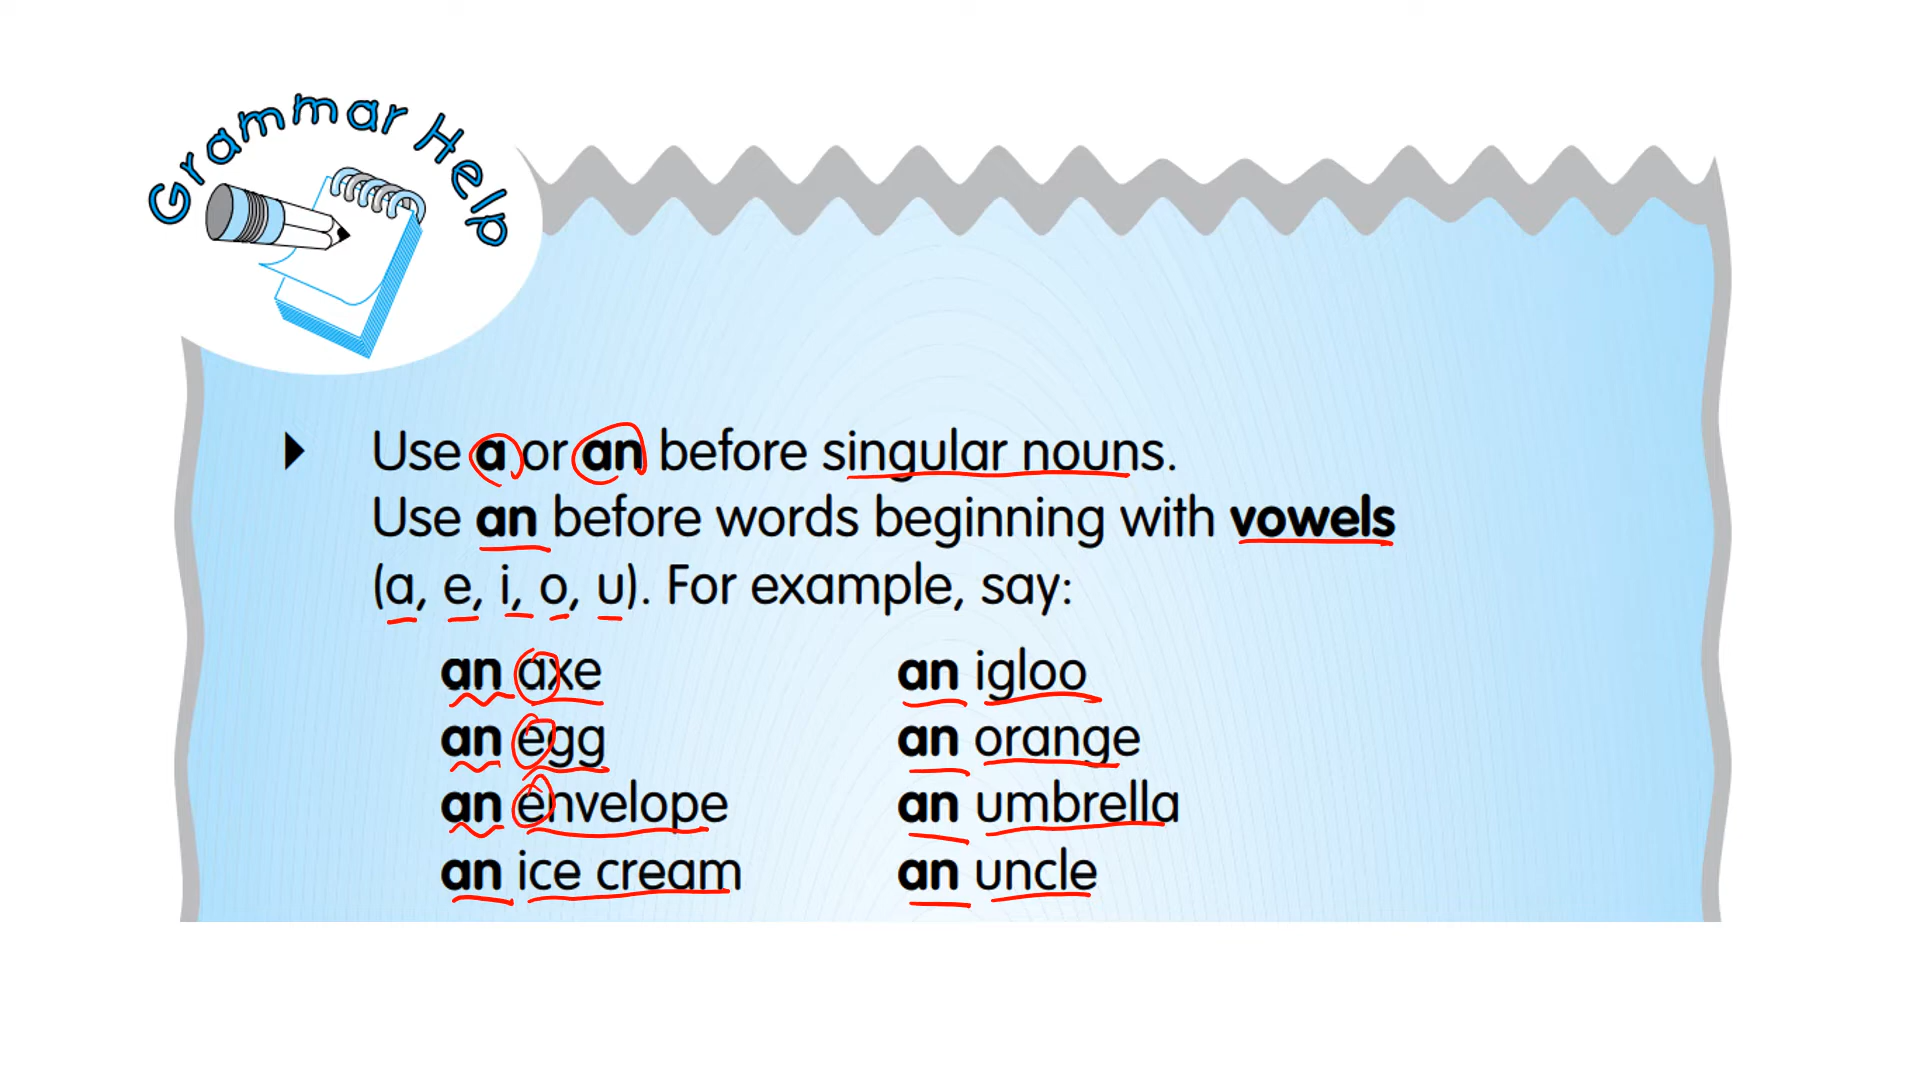 Grammar Help
Use a or an before singular nouns.
Use an before words beginning with vowels
(a, e, i, o, u). For example, say:
an axe an igloo
an egg an orange
an envelope an umbrella
an ice cream an uncle